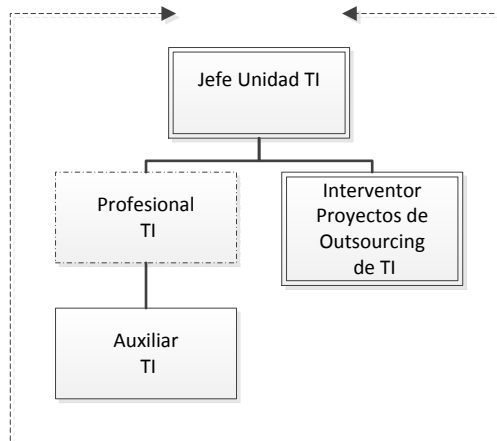 Jefe Unidad TI
Profesional
TI
Interventor
Proyectos de
Outsourcing
de TI
Auxiliar
TI